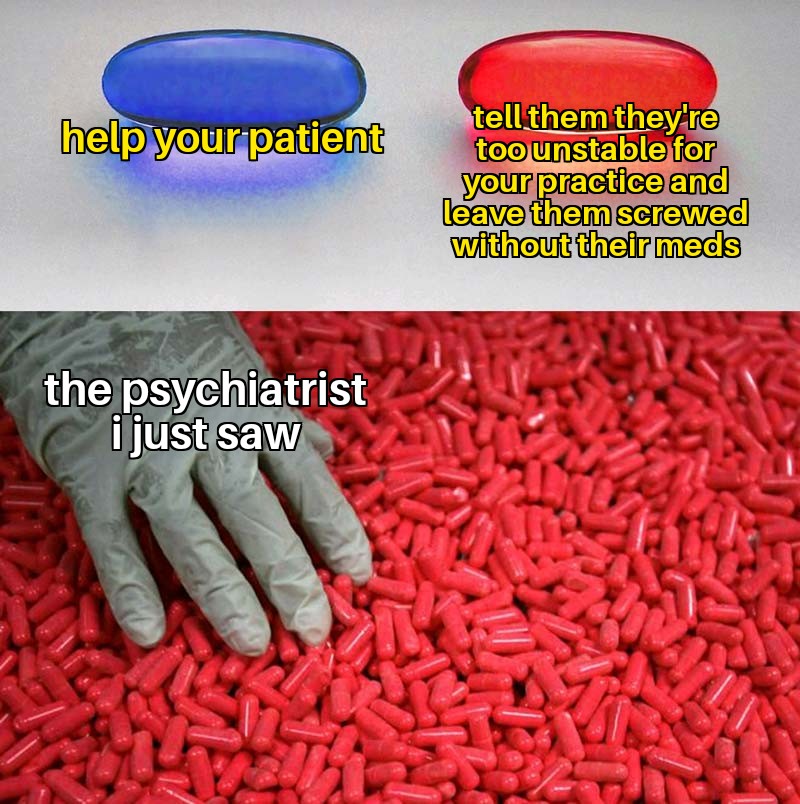 help your patient
tell them they're
too unstable for
your practice and
leave them screwed
without their meds
the psychiatrist
i just saw